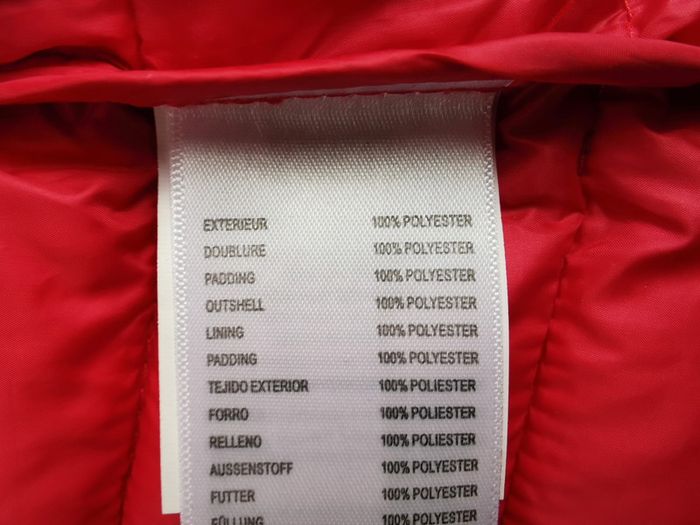 EXTERIEUR 100% POLYESTER
DOUBLURE 100% POLYESTER
PADDING 100% POLYESTER
OUTSHELL 100% POLYESTER
LINING 100% POLYESTER
PADDING 100% POLYESTER
TEJIDO EXTERIOR 100% POLIESTER
FORRO 100% POLIESTER
RELLENO 100% POLIESTER
AUSSENSTOFF 100% POLYESTER
FUTTER 100% POLYESTER
FÜLLUNG 100% POLYESTER